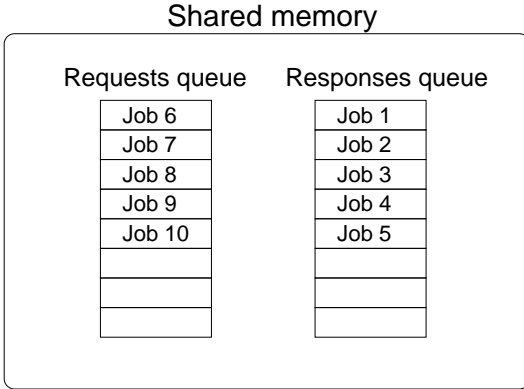 Shared memory
Requests queue
Job 6
Job 7
Job 8
Job 9
Job 10
Responses queue
Job 1
Job 2
Job 3
Job 4
Job 5